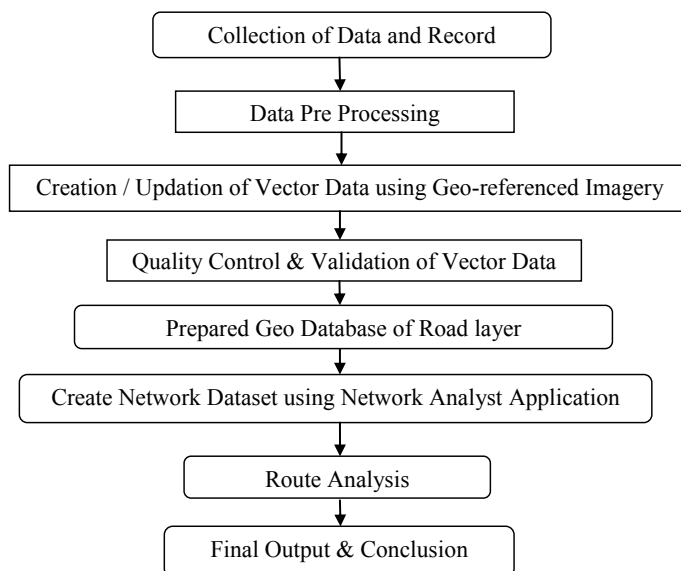 Collection of Data and Record
Data Pre Processing
Creation / Updation of Vector Data using Geo-referenced Imagery
Quality Control & Validation of Vector Data
Prepared Geo Database of Road layer
Create Network Dataset using Network Analyst Application
Route Analysis
Final Output & Conclusion